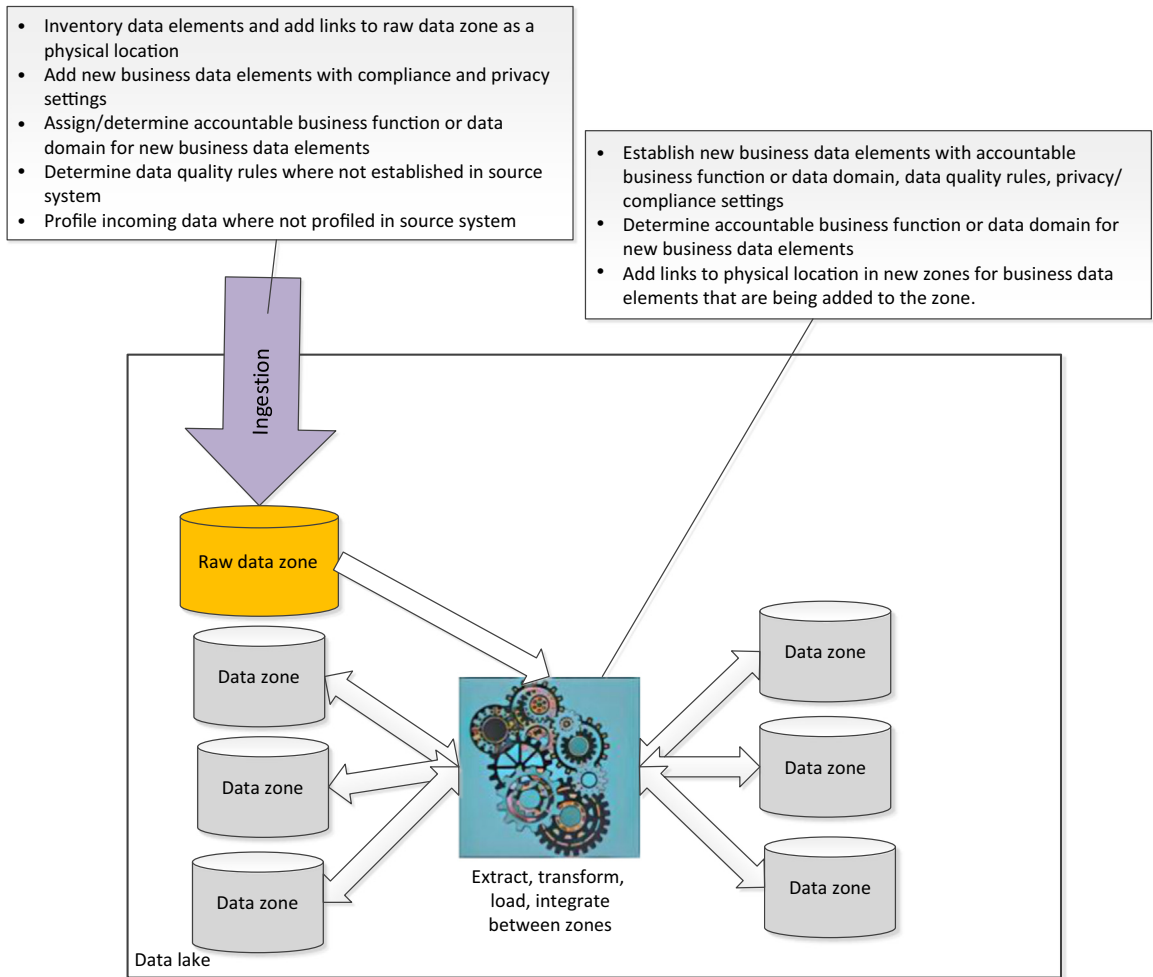 • Inventory data elements and add links to raw data zone as a
physical location
• Add new business data elements with compliance and privacy
settings
• Assign/determine accountable business function or data
domain for new business data elements
• Determine data quality rules where not established in source
system
• Profile incoming data where not profiled in source system
• Establish new business data elements with accountable
business function or data domain, data quality rules, privacy/
compliance settings
• Determine accountable business function or data domain for
new business data elements
• Add links to physical location in new zones for business data
elements that are being added to the zone.
Ingestion
Raw data zone
Data zone
Data zone
Data zone
Data zone
Data zone
Data zone
Extract, transform,
load, integrate
between zones
Data lake